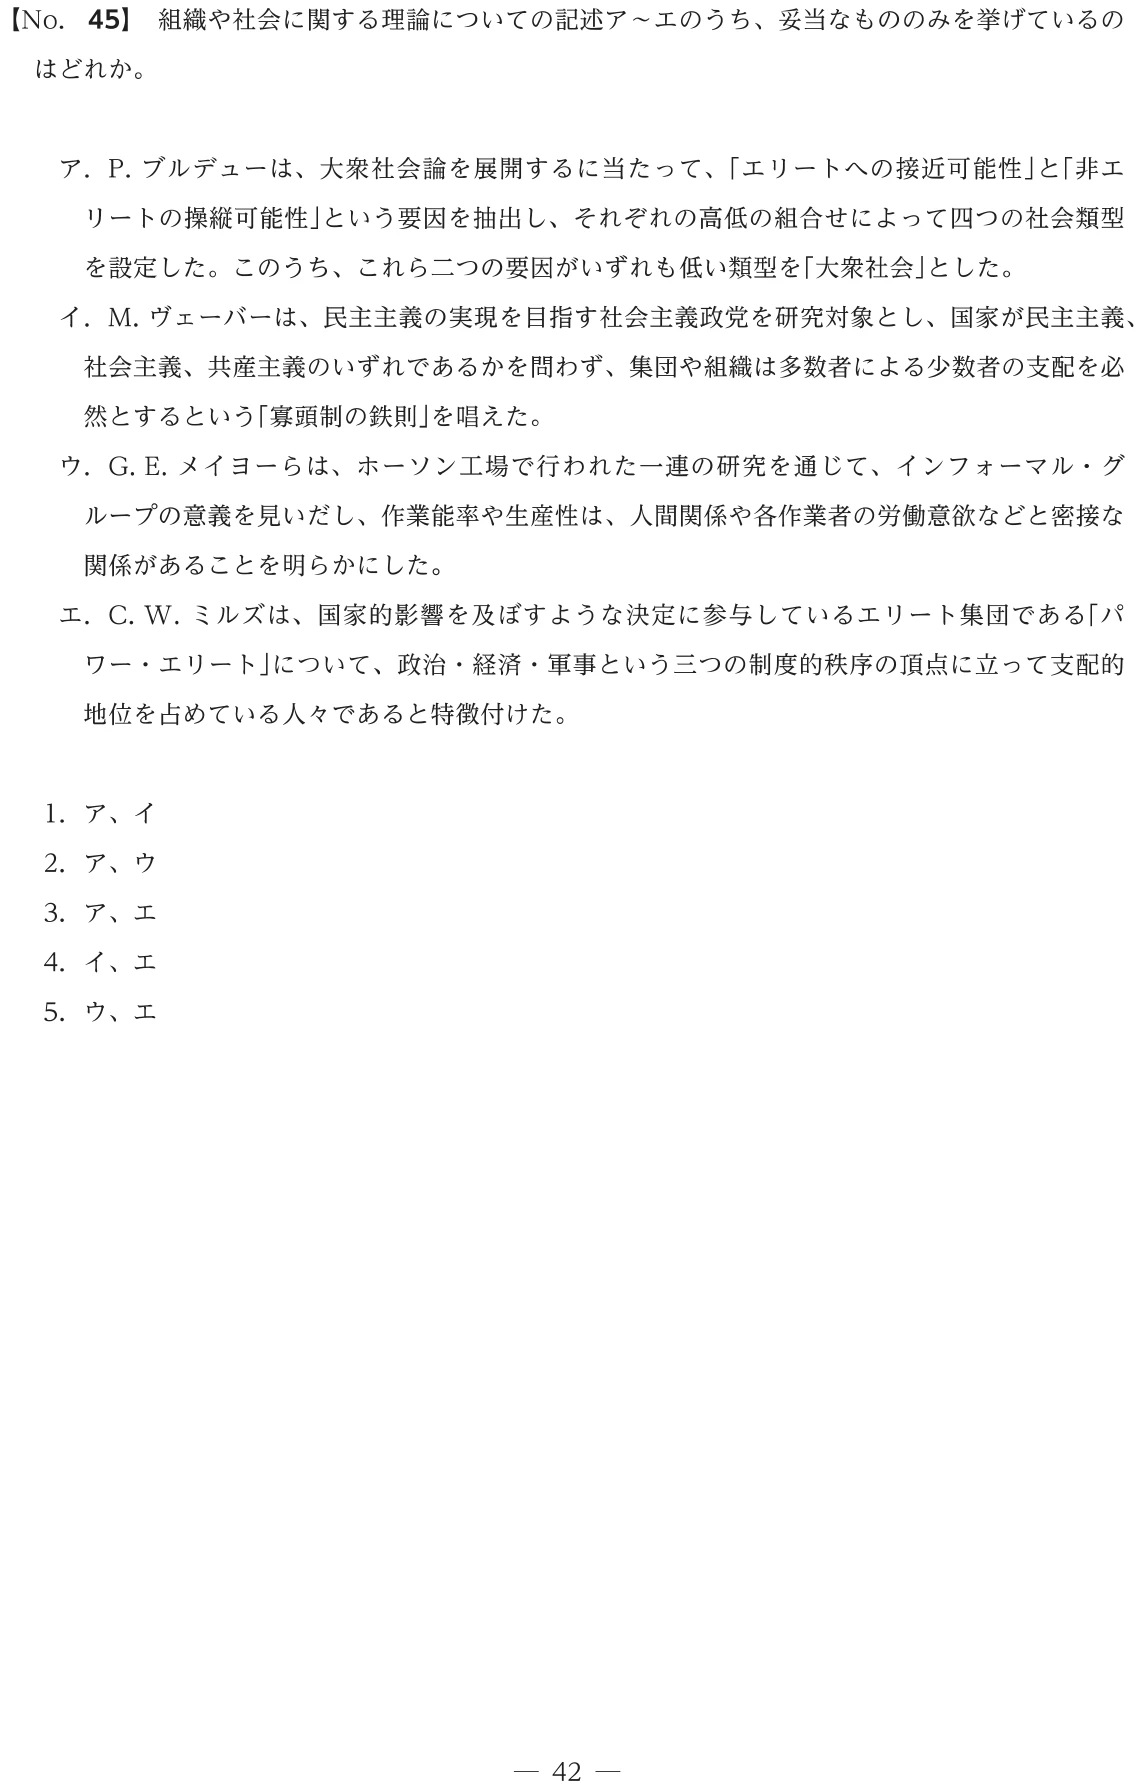 【No. 45】 組織や社会に関する理論についての記述ア～エのうち、妥当なもののみを挙げているの
はどれか。
ア. P. ブルデューは、大衆社会論を展開するに当たって、「エリートへの接近可能性」と「非エ
リートの操縦可能性」という要因を抽出し、それぞれの高低の組合せによって四つの社会類型
を設定した。このうち、これら二つの要因がいずれも低い類型を「大衆社会」とした。
イ. M. ヴェーバーは、民主主義の実現を目指す社会主義政党を研究対象とし、国家が民主主義、
社会主義、共産主義のいずれであるかを問わず、集団や組織は多数者による少数者の支配を必
然とするという「寡頭制の鉄則」を唱えた。
ウ. G. E. メイヨーらは、ホーソン工場で行われた一連の研究を通じて、インフォーマル・グ
ループの意義を見いだし、作業能率や生産性は、人間関係や各作業者の労働意欲などと密接な
関係があることを明らかにした。
エ. C. W. ミルズは、国家的影響を及ぼすような決定に参与しているエリート集団である「パ
ワー・エリート」について、政治・経済・軍事という三つの制度的秩序の頂点に立って支配的
地位を占めている人々であると特徴付けた。
1. ア、イ
2. ア、ウ
3. ア、エ
4. イ、エ
5. ウ、エ
— 42 —